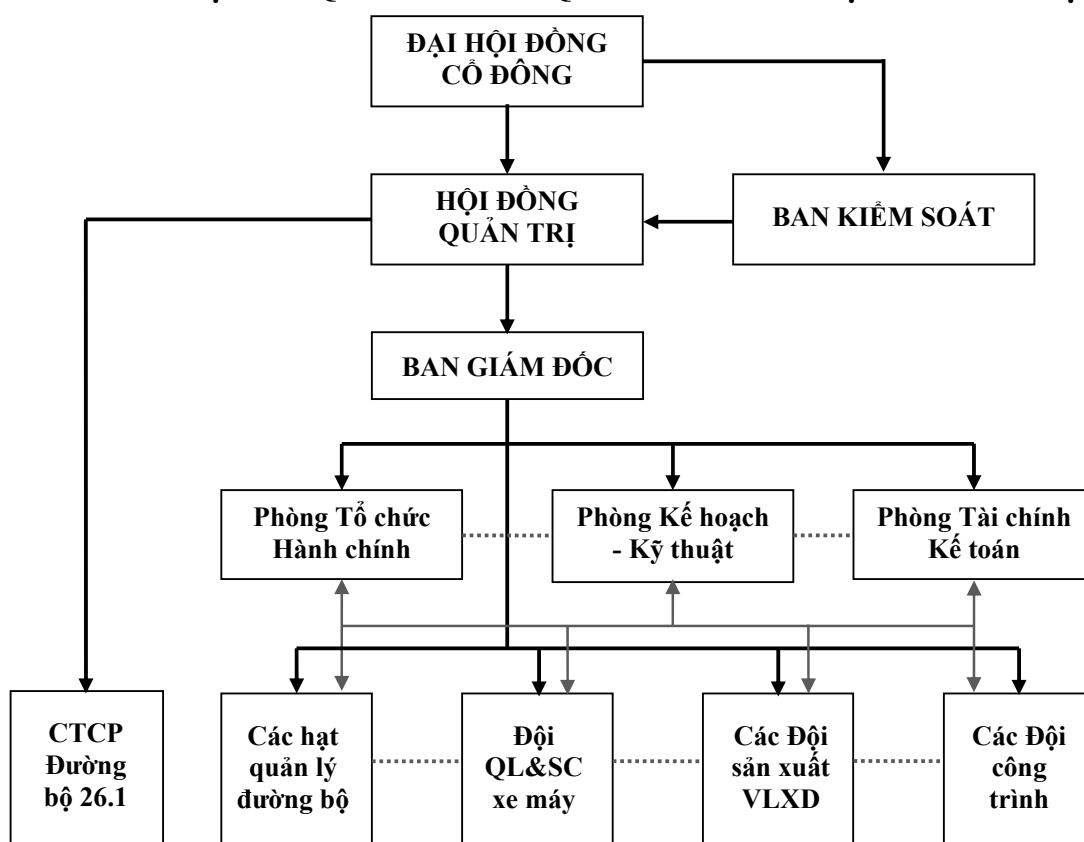 ĐẠI HỘI ĐỒNG
CỔ ĐÔNG
HỘI ĐỒNG
QUẢN TRỊ
BAN KIỂM SOÁT
BAN GIÁM ĐỐC
Phòng Tổ chức
Hành chính
Phòng Kế hoạch
- Kỹ thuật
Phòng Tài chính
Kế toán
CTCP
Đường
bộ 26.1
Các hạt
quản lý
đường bộ
Đội
QL&SC
xe máy
Các Đội
sản xuất
VLXD
Các Đội
công
trình